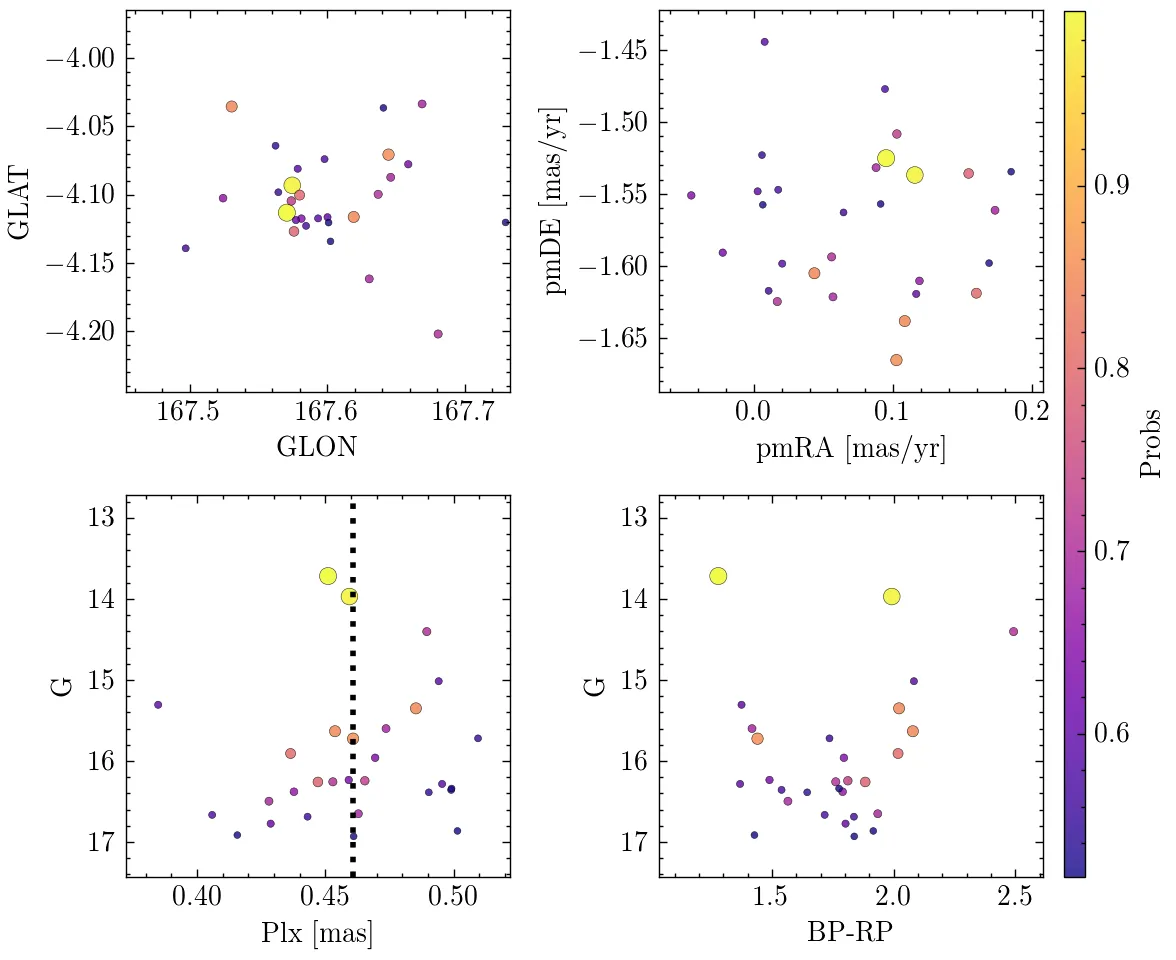 −4.00
−4.05
−4.10
−4.15
−4.20
GLAT
167.5 167.6 167.7
GLON
−1.45
−1.50
−1.55
−1.60
−1.65
pmDE [mas/yr]
0.0 0.1 0.2
pmRA [mas/yr]
13
14
15
16
17
G
0.40 0.45 0.50
Plx [mas]
13
14
15
16
17
G
1.5 2.0 2.5
BP-RP
0.9
0.8
0.7
0.6
Probs